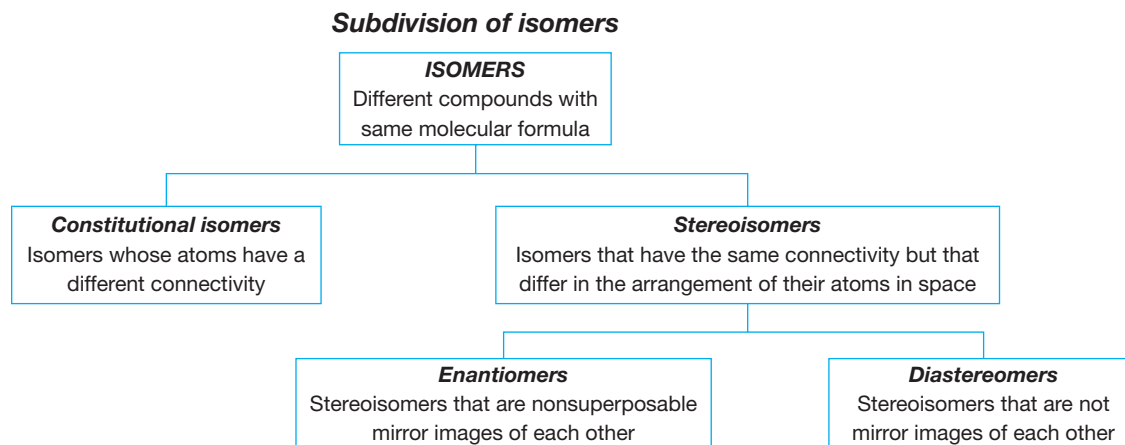 Subdivision of isomers
ISOMERS
Different compounds with
same molecular formula
Constitutional isomers
Isomers whose atoms have a
different connectivity
Stereoisomers
Isomers that have the same connectivity but that
differ in the arrangement of their atoms in space
Enantiomers
Stereoisomers that are nonsuperposable
mirror images of each other
Diastereomers
Stereoisomers that are not
mirror images of each other